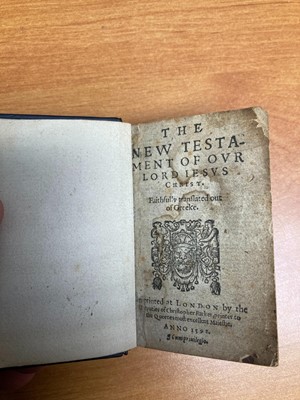 THE
NEW TESTA-
MENT OF OVR
LORD IESVS
CHRIST,
Faithfully translated out
of Greeke.
Imprinted at LONDON by the
Deputies of Christopher Barker, printer to
the Queenes most excellent Maiestie.
ANNO